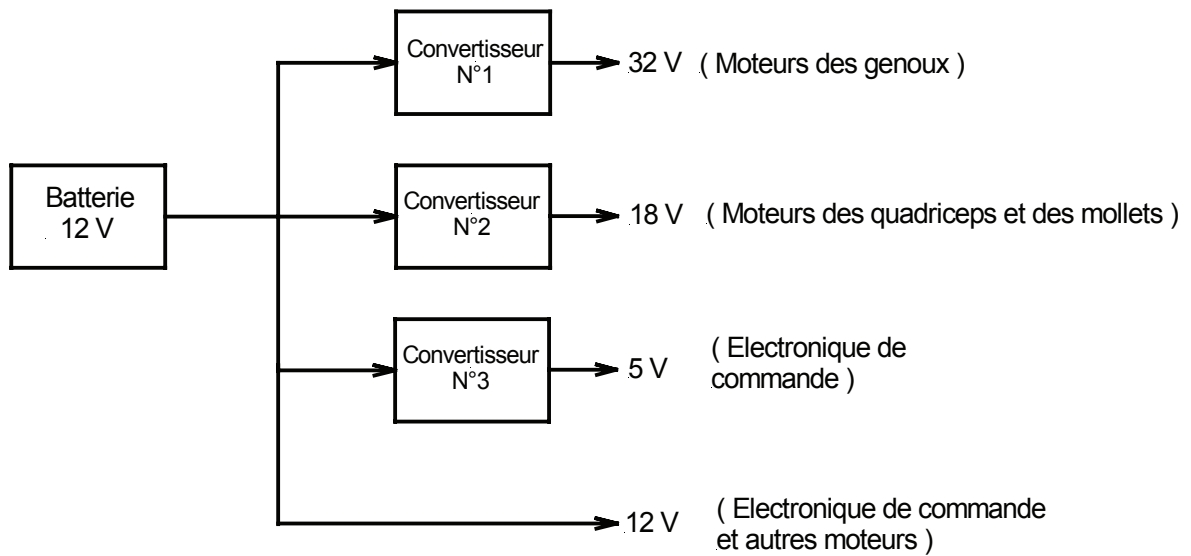 Convertisseur
N°1
32 V ( Moteurs des genoux )
Batterie
12 V
Convertisseur
N°2
18 V ( Moteurs des quadriceps et des mollets )
Convertisseur
N°3
5 V
( Electronique de
commande )
12 V
( Electronique de commande
et autres moteurs )